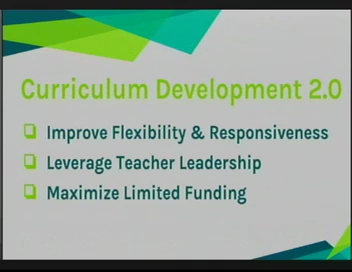 Curriculum Development 2.0
❑ Improve Flexibility & Responsiveness
❑ Leverage Teacher Leadership
❑ Maximize Limited Funding